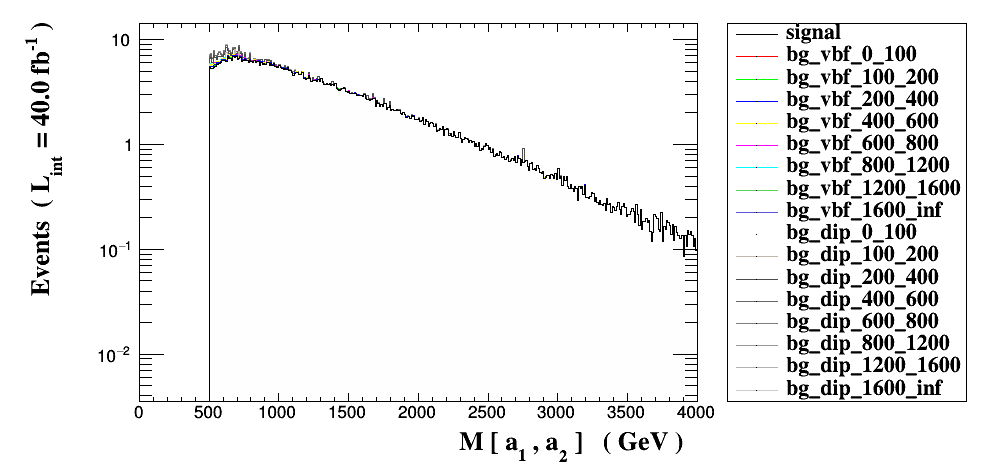 Events ( L_int = 40.0 fb⁻¹ )
10
1
10⁻¹
10⁻²
0 500 1000 1500 2000 2500 3000 3500 4000
M [ a₁ , a₂ ] ( GeV )
signal
bg_vbf_0_100
bg_vbf_100_200
bg_vbf_200_400
bg_vbf_400_600
bg_vbf_600_800
bg_vbf_800_1200
bg_vbf_1200_1600
bg_vbf_1600_inf
bg_dip_0_100
bg_dip_100_200
bg_dip_200_400
bg_dip_400_600
bg_dip_600_800
bg_dip_800_1200
bg_dip_1200_1600
bg_dip_1600_inf